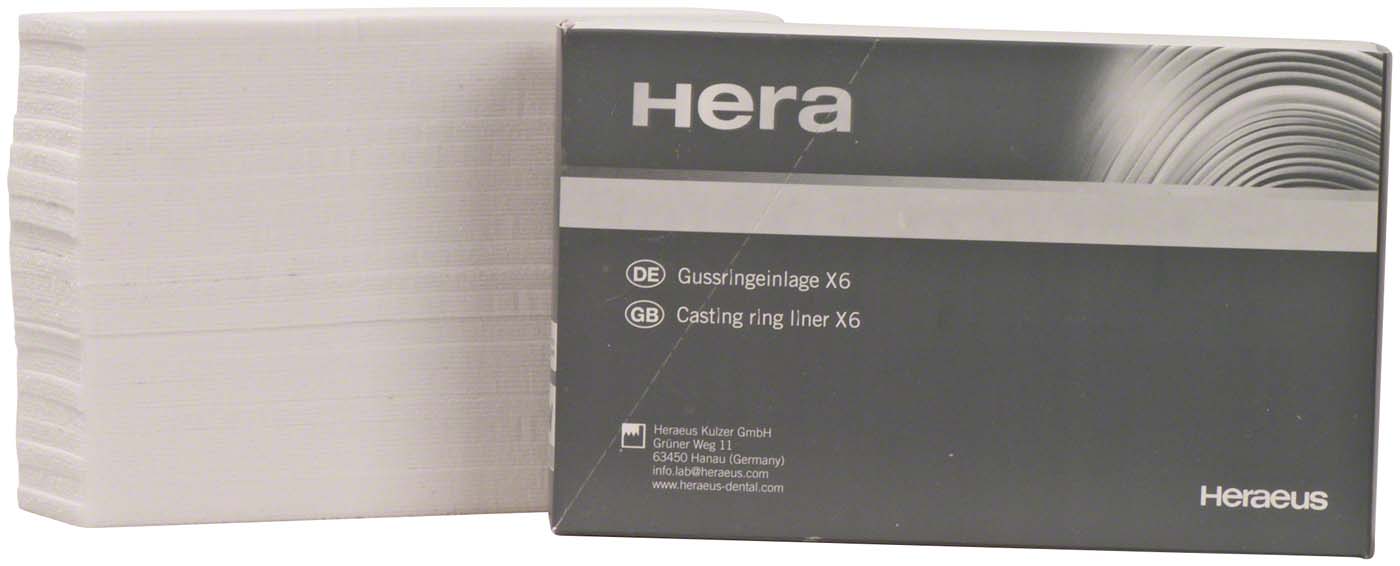 Hera
DE Gussringeinlage X6
GB Casting ring liner X6
Heraeus Kulzer GmbH
Grüner Weg 11
63450 Hanau (Germany)
info.lab@heraeus.com
www.heraeus-dental.com
Heraeus